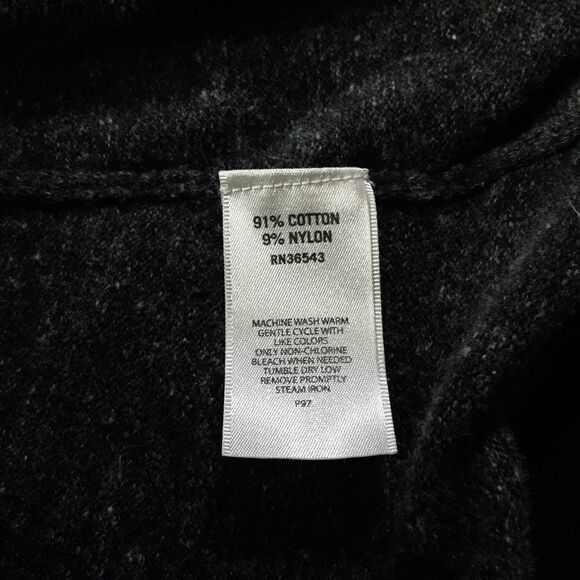 91% COTTON
9% NYLON
RN36543
MACHINE WASH WARM
GENTLE CYCLE WITH
LIKE COLORS
ONLY NON-CHLORINE
BLEACH WHEN NEEDED
TUMBLE DRY LOW
REMOVE PROMPTLY
STEAM IRON
P97